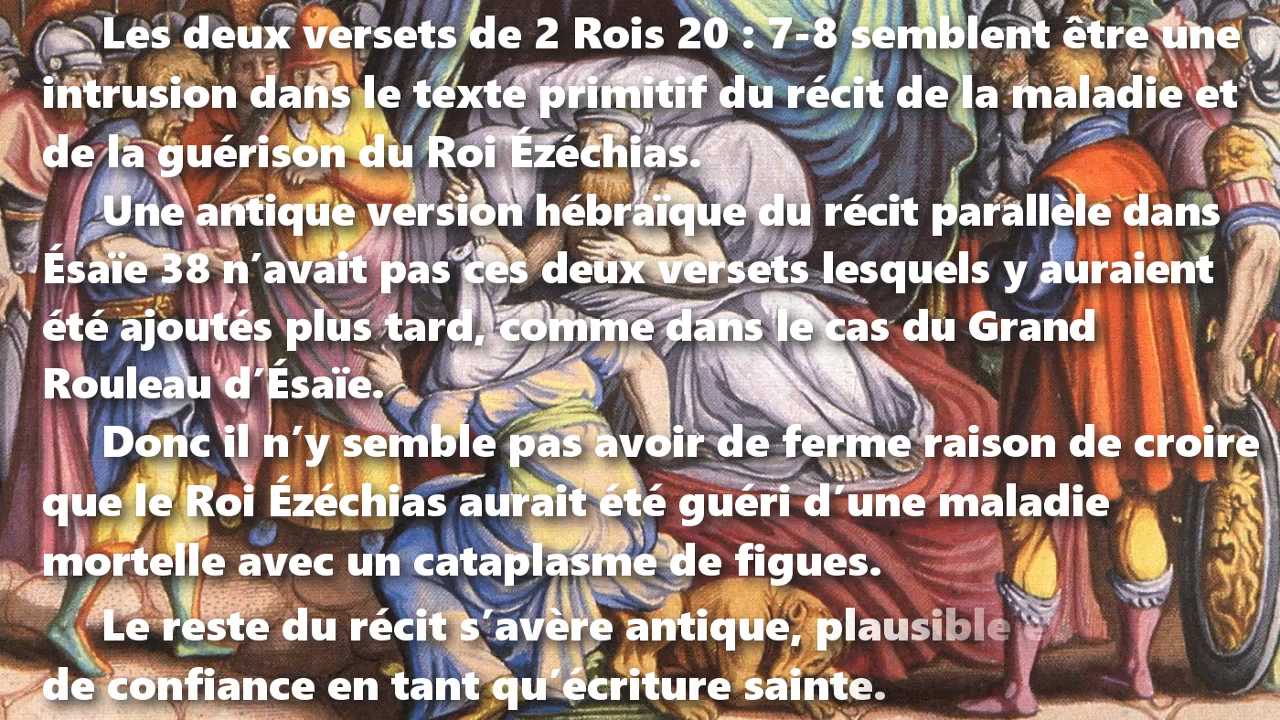 Les deux versets de 2 Rois 20 : 7-8 semblent être une
intrusion dans le texte primitif du récit de la maladie et
de la guérison du Roi Ézéchias.
Une antique version hébraïque du récit parallèle dans
Ésaïe 38 n’avait pas ces deux versets lesquels y auraient
été ajoutés plus tard, comme dans le cas du Grand
Rouleau d’Ésaïe.
Donc il n’y semble pas avoir de ferme raison de croire
que le Roi Ézéchias aurait été guéri d’une maladie
mortelle avec un cataplasme de figues.
Le reste du récit s’avère antique, plausible
de confiance en tant qu’écriture sainte.